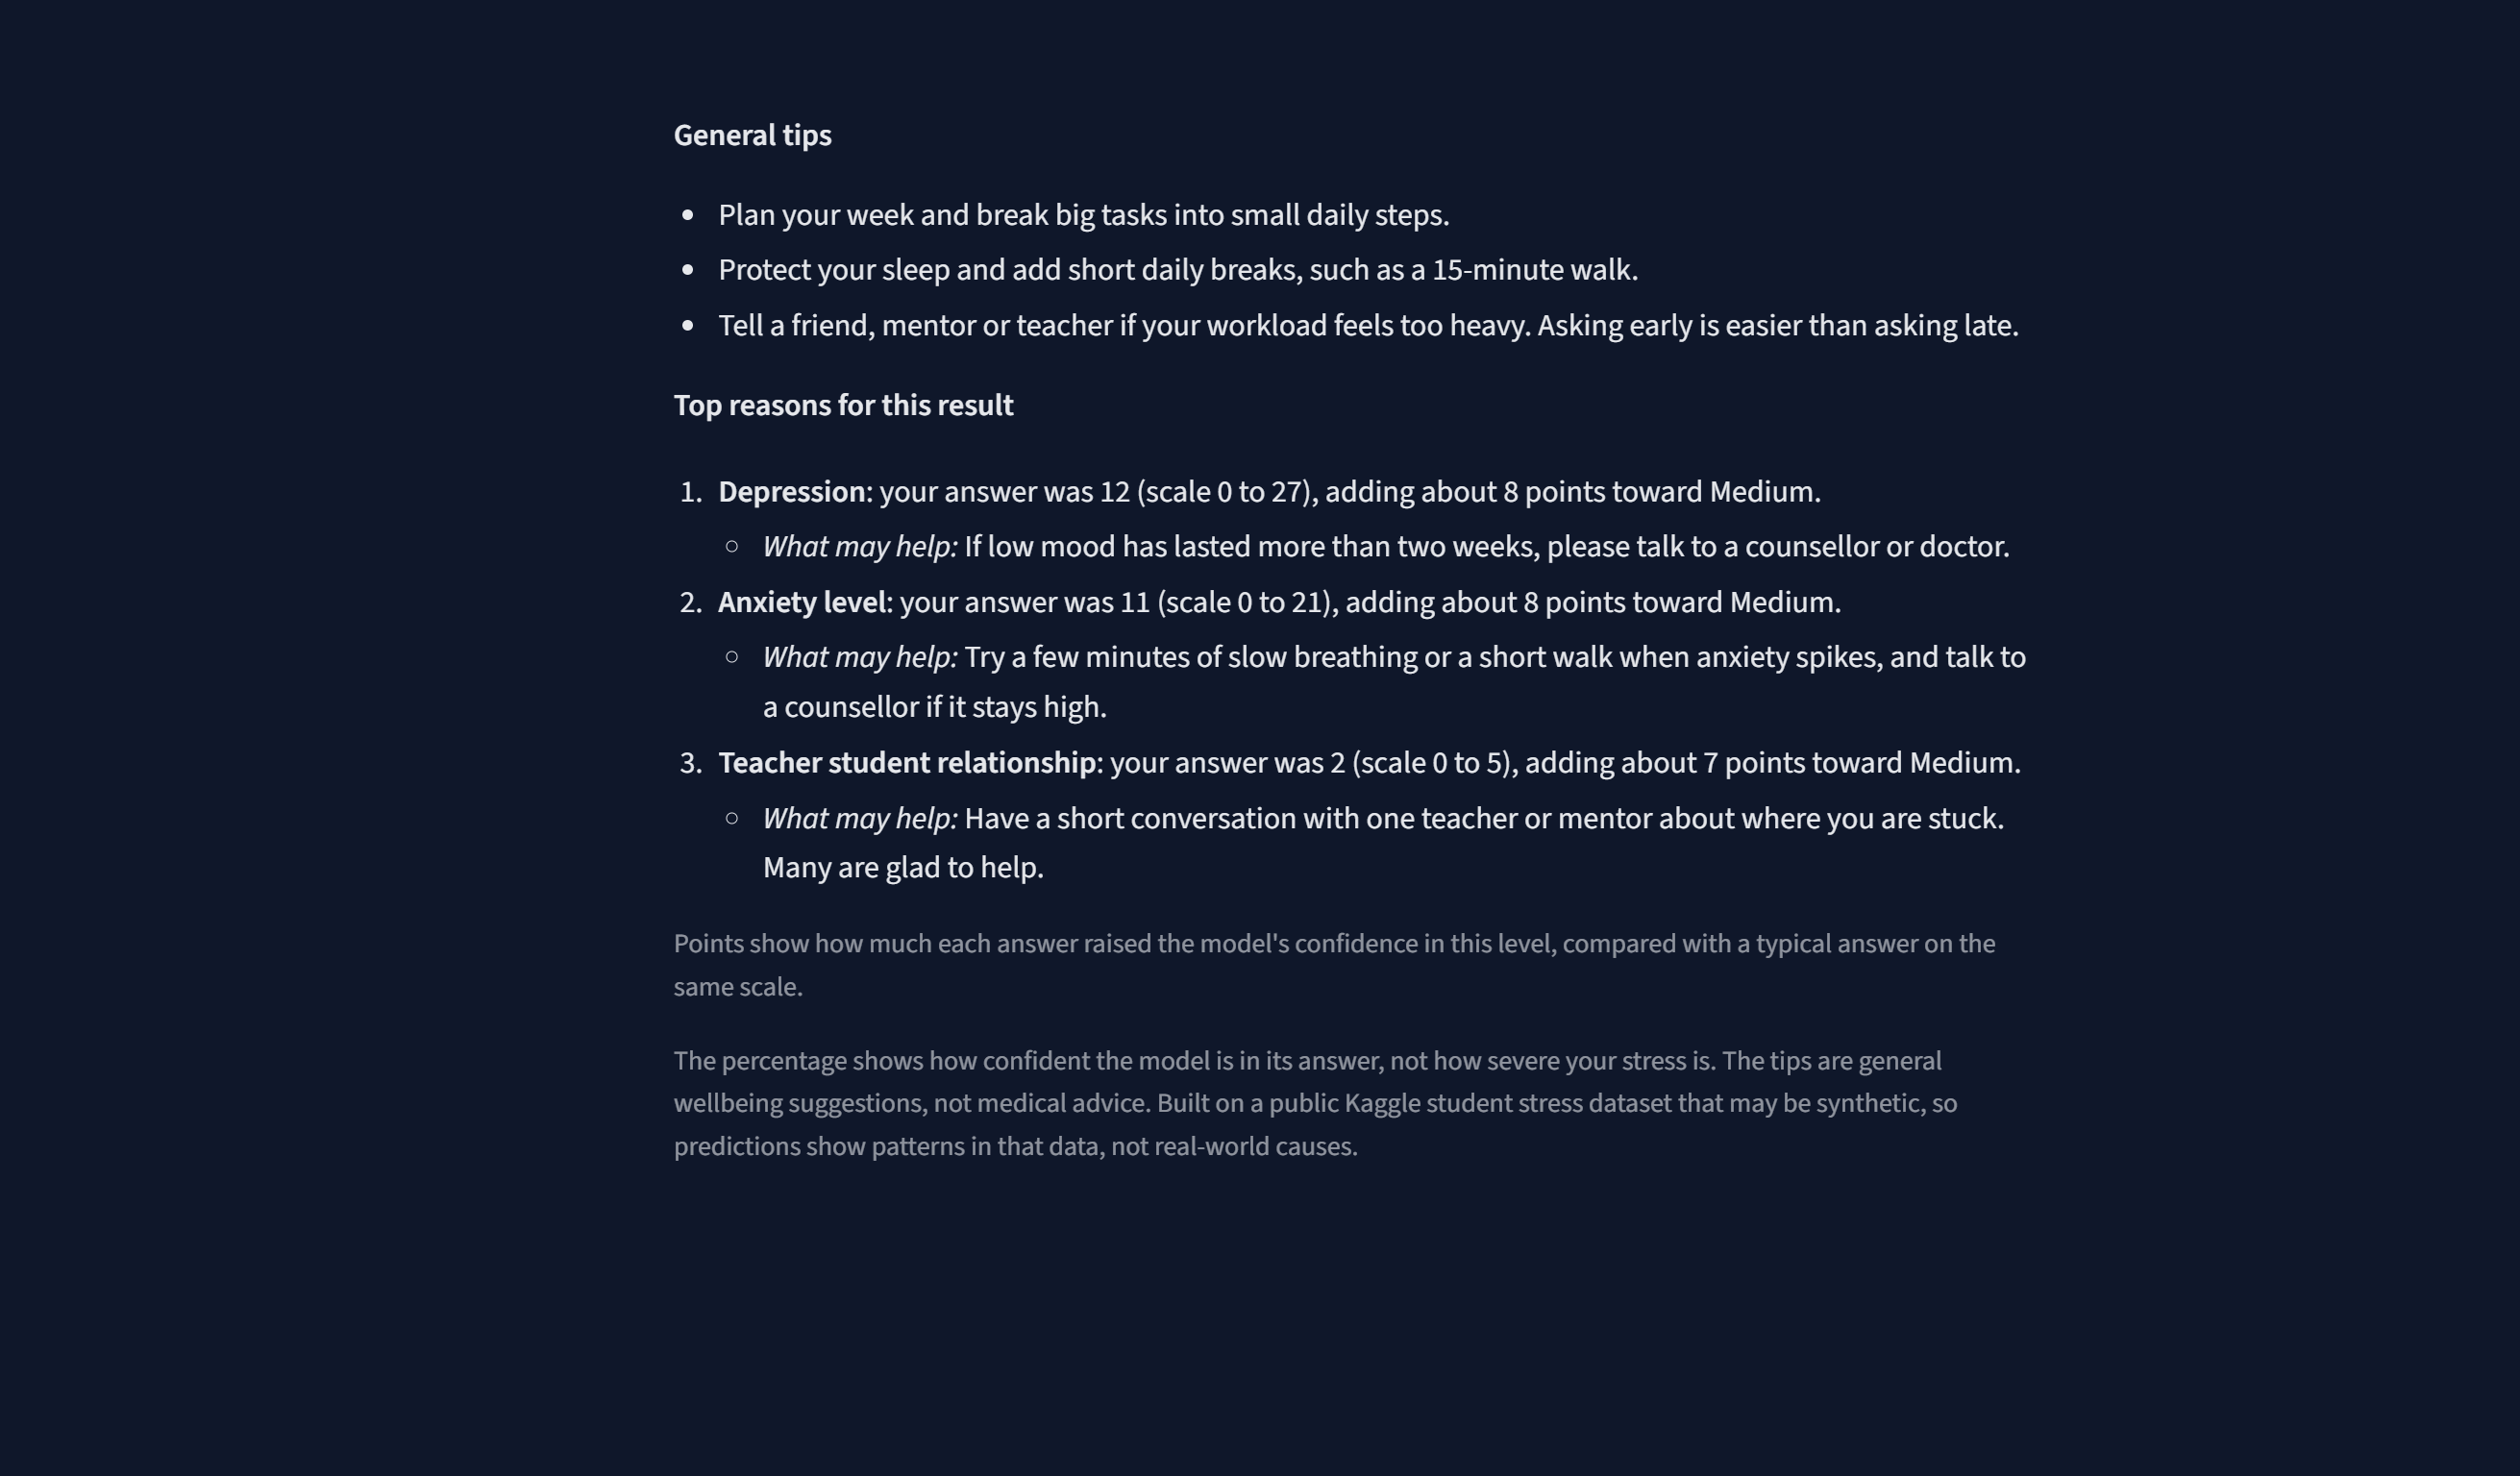 General tips
Plan your week and break big tasks into small daily steps.
Protect your sleep and add short daily breaks, such as a 15-minute walk.
Tell a friend, mentor or teacher if your workload feels too heavy. Asking early is easier than asking late.
Top reasons for this result
1. Depression: your answer was 12 (scale 0 to 27), adding about 8 points toward Medium.
What may help: If low mood has lasted more than two weeks, please talk to a counsellor or doctor.
2. Anxiety level: your answer was 11 (scale 0 to 21), adding about 8 points toward Medium.
What may help: Try a few minutes of slow breathing or a short walk when anxiety spikes, and talk to
a counsellor if it stays high.
3. Teacher student relationship: your answer was 2 (scale 0 to 5), adding about 7 points toward Medium.
What may help: Have a short conversation with one teacher or mentor about where you are stuck.
Many are glad to help.
Points show how much each answer raised the model's confidence in this level, compared with a typical answer on the
same scale.
The percentage shows how confident the model is in its answer, not how severe your stress is. The tips are general
wellbeing suggestions, not medical advice. Built on a public Kaggle student stress dataset that may be synthetic, so
predictions show patterns in that data, not real-world causes.